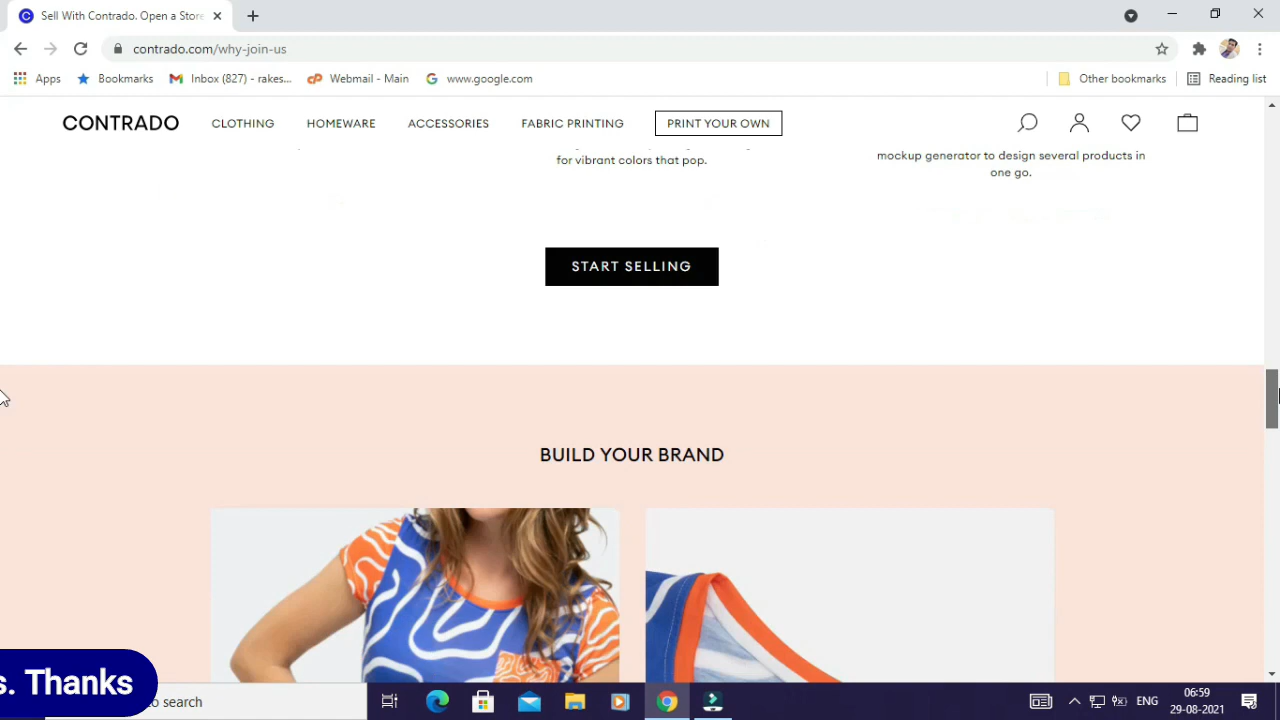 Sell With Contrado. Open a Store
contrado.com/why-join-us
Apps Bookmarks Inbox (827) - rakes... Webmail - Main www.google.com Other bookmarks Reading list
CONTRADO CLOTHING HOMEWARE ACCESSORIES FABRIC PRINTING PRINT YOUR OWN
for vibrant colors that pop.
mockup generator to design several products in
one go.
START SELLING
BUILD YOUR BRAND
s. Thanks
to search
ENG
06:59
29-08-2021